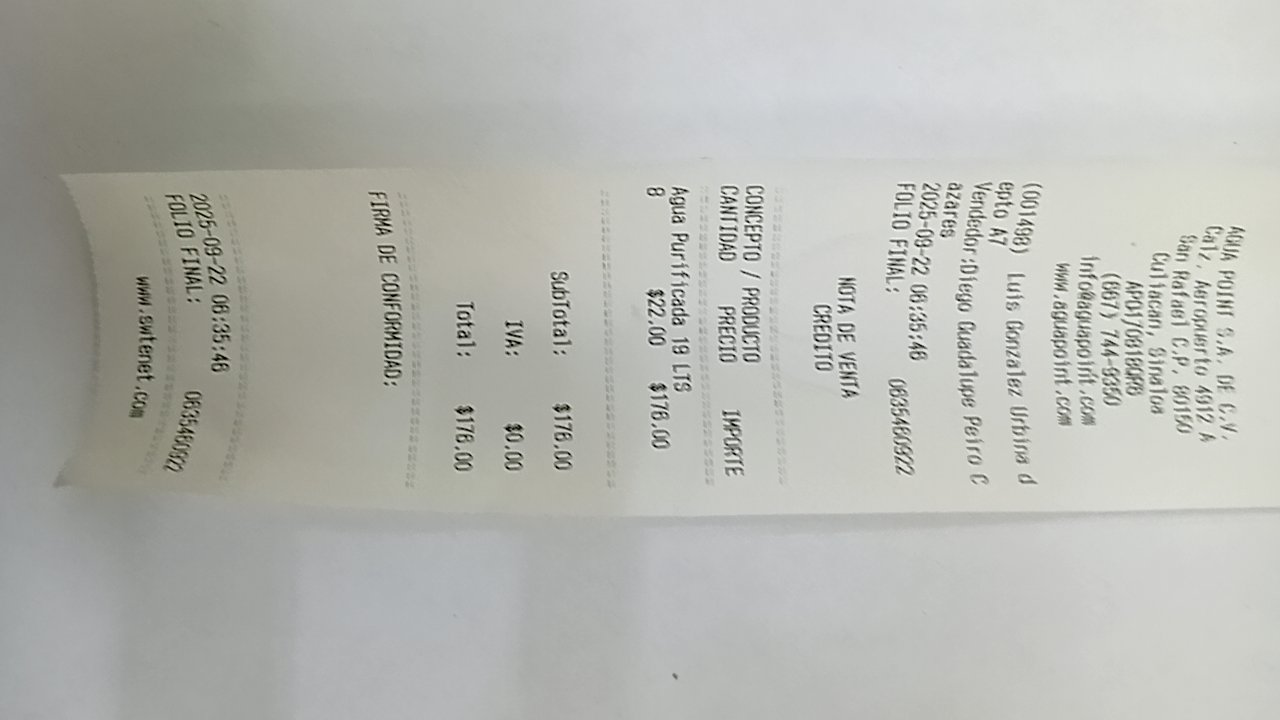 AGUA POINT S.A. DE C.V.
Calz. Aeropuerto 4912 A
San Rafael C.P. 80150
Culiacan, Sinaloa
APO170818QR8
(667) 744-9350
info@aguapoint.com
www.aguapoint.com
(001498) Luis Gonzalez Urbina d
epto A7
Vendedor:Diego Guadalupe Peiro C
azares
2025-09-22 06:35:46
FOLIO FINAL: 0635460922
NOTA DE VENTA
CREDITO
CONCEPTO / PRODUCTO
CANTIDAD PRECIO IMPORTE
Agua Purificada 19 LTS
8 $22.00 $176.00
SubTotal: $176.00
IVA: $0.00
Total: $176.00
FIRMA DE CONFORMIDAD:
2025-09-22 06:35:46
FOLIO FINAL: 0635460922
www.swtenet.com